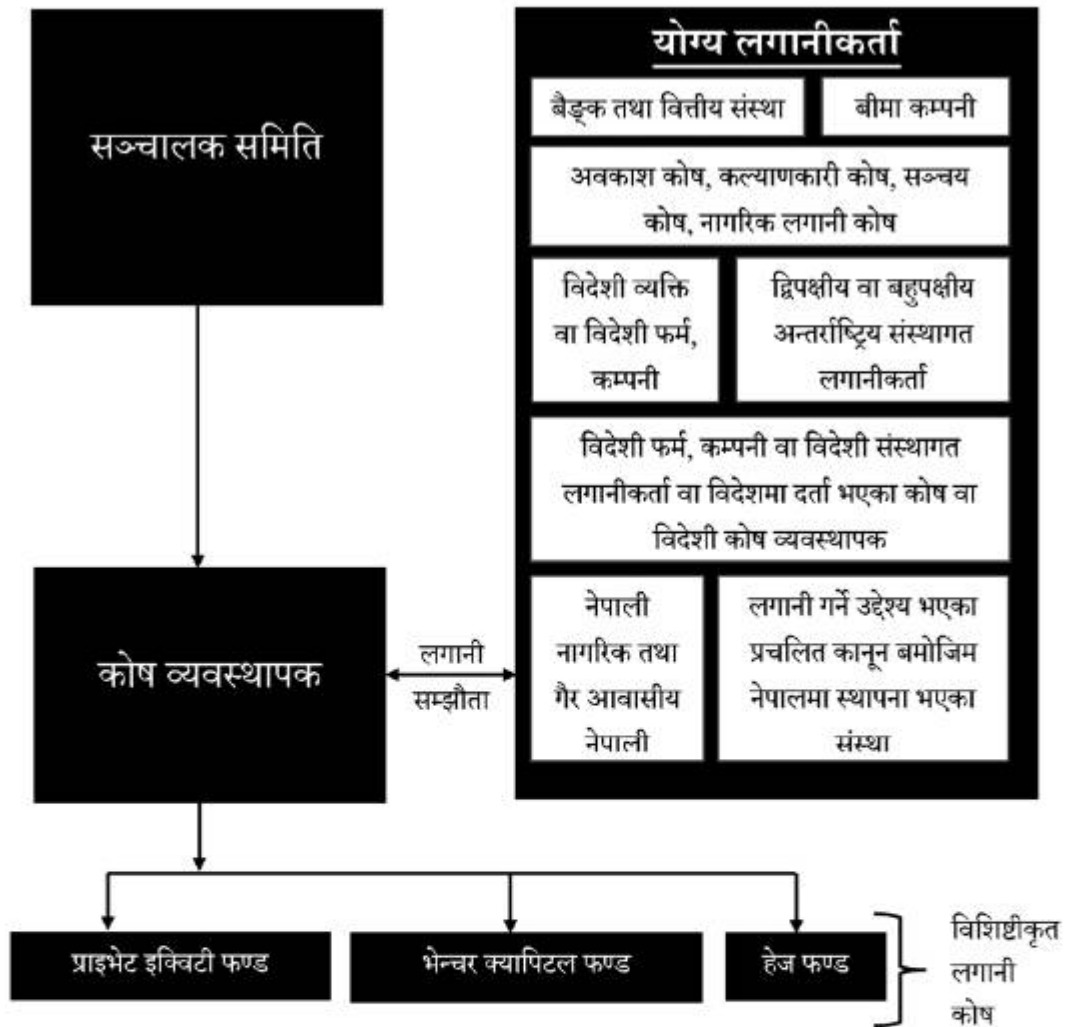 सञ्चालक समिति
योग्य लगानीकर्ता
बैङ्क तथा वित्तीय संस्था
बीमा कम्पनी
अवकाश कोष, कल्याणकारी कोष, सञ्चय
कोष, नागरिक लगानी कोष
विदेशी व्यक्ति
वा विदेशी फर्म,
कम्पनी
द्विपक्षीय वा बहुपक्षीय
अन्तर्राष्ट्रिय संस्थागत
लगानीकर्ता
विदेशी फर्म, कम्पनी वा विदेशी संस्थागत
लगानीकर्ता वा विदेशमा दर्ता भएका कोष वा
विदेशी कोष व्यवस्थापक
कोष व्यवस्थापक
लगानी
सम्झौता
नेपाली
नागरिक तथा
गैर आवासीय
नेपाली
लगानी गर्ने उद्देश्य भएका
प्रचलित कानून बमोजिम
नेपालमा स्थापना भएका
संस्था
प्राइभेट इक्विटी फण्ड
भेन्चर क्यापिटल फण्ड
हेज फण्ड
विशिष्टीकृत
लगानी
कोष